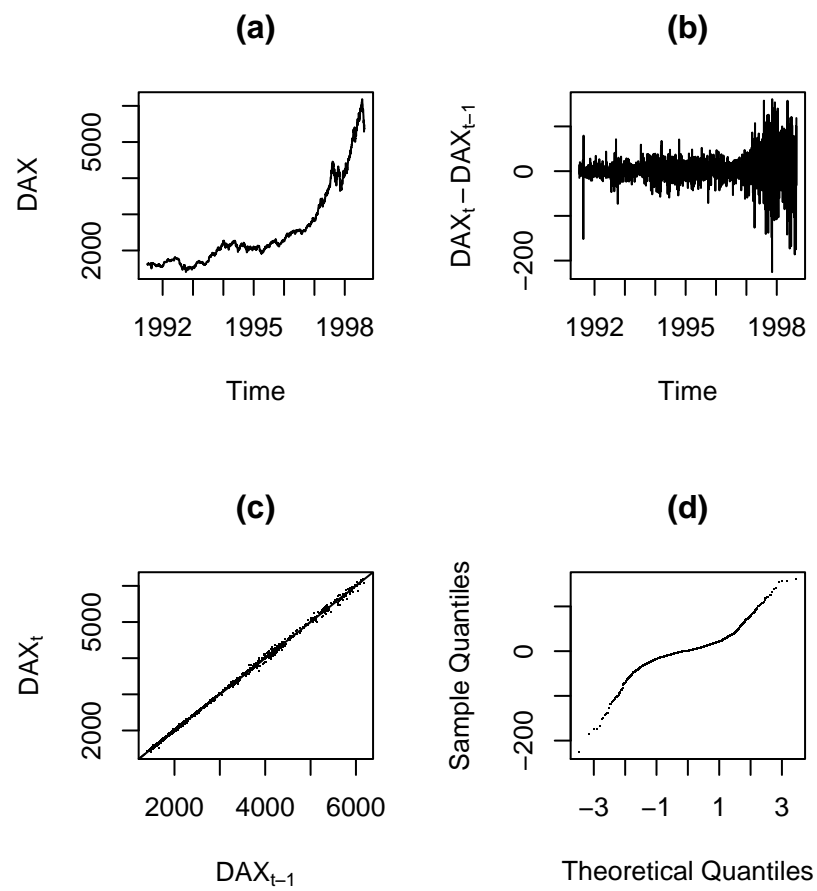 (a)
DAX
5000
2000
1992 1995 1998
Time
(b)
DAXₜ − DAXₜ₋₁
0
−200
1992 1995 1998
Time
(c)
DAXₜ
5000
2000
2000 4000 6000
DAXₜ₋₁
(d)
Sample Quantiles
0
−200
−3 −1 1 3
Theoretical Quantiles